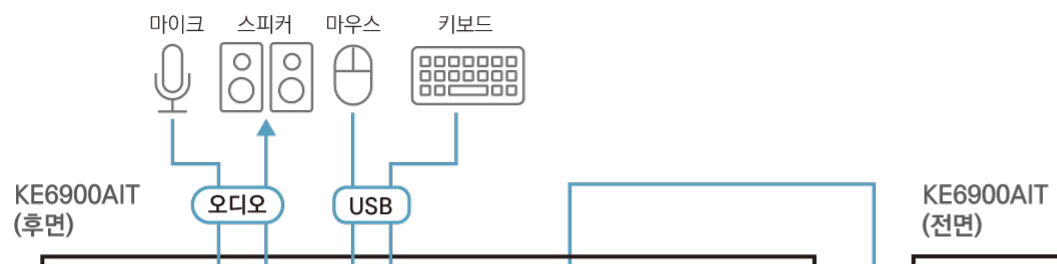 마이크 스피커 마우스 키보드
KE6900AIT
(후면)
오디오
USB
KE6900AIT
(전면)